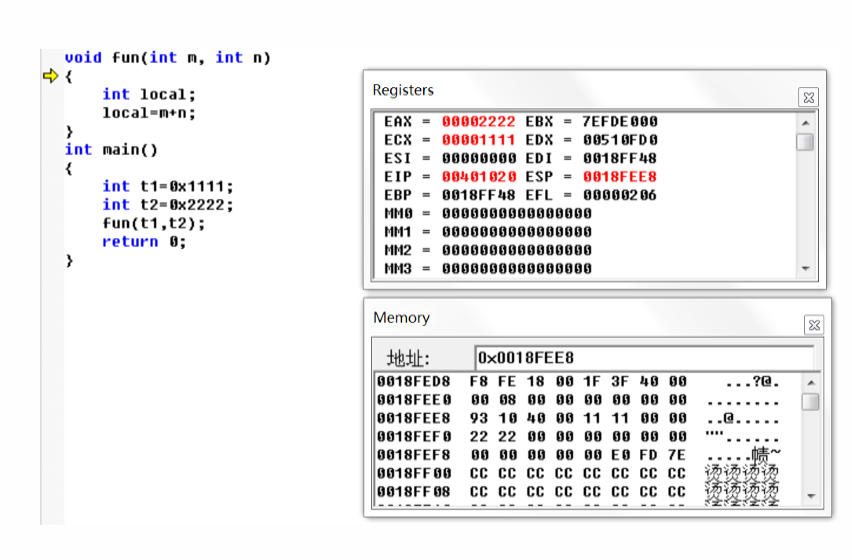 void fun(int m, int n)
{
int local;
local=m+n;
}
int main()
{
int t1=0x1111;
int t2=0x2222;
fun(t1,t2);
return 0;
}
Registers
EAX = 00002222 EBX = 7EFDE000
ECX = 00001111 EDX = 00510FD0
ESI = 00000000 EDI = 0018FF48
EIP = 00401020 ESP = 0018FEE8
EBP = 0018FF48 EFL = 00000206
MM0 = 0000000000000000
MM1 = 0000000000000000
MM2 = 0000000000000000
MM3 = 0000000000000000
Memory
地址: 0x0018FEE8
0018FED8 F8 FE 18 00 1F 3F 40 00 ...?@.
0018FEE0 00 08 00 00 00 00 00 00 ........
0018FEE8 93 10 40 00 11 11 00 00 ..@.....
0018FEF0 22 22 00 00 00 00 00 00 ""......
0018FEF8 00 00 00 00 00 E0 FD 7E .....帻~
0018FF00 CC CC CC CC CC CC CC CC 烫烫烫烫
0018FF08 CC CC CC CC CC CC CC CC 烫烫烫烫